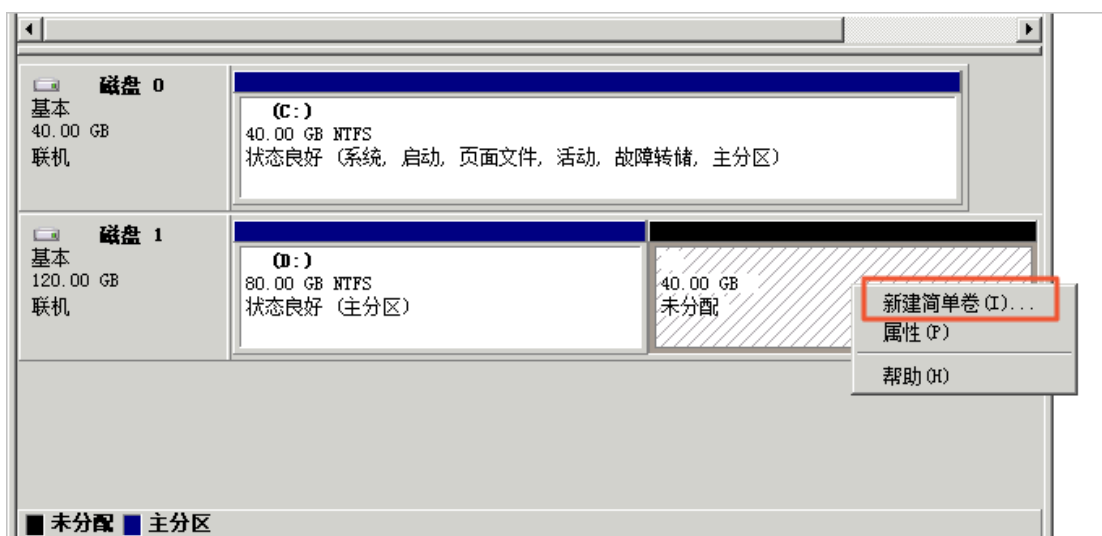 磁盘 0
基本
40.00 GB
联机
(C:)
40.00 GB NTFS
状态良好 (系统, 启动, 页面文件, 活动, 故障转储, 主分区)
磁盘 1
基本
120.00 GB
联机
(D:)
80.00 GB NTFS
状态良好 (主分区)
40.00 GB
未分配
新建简单卷(I)...
属性(P)
帮助(H)
未分配 主分区